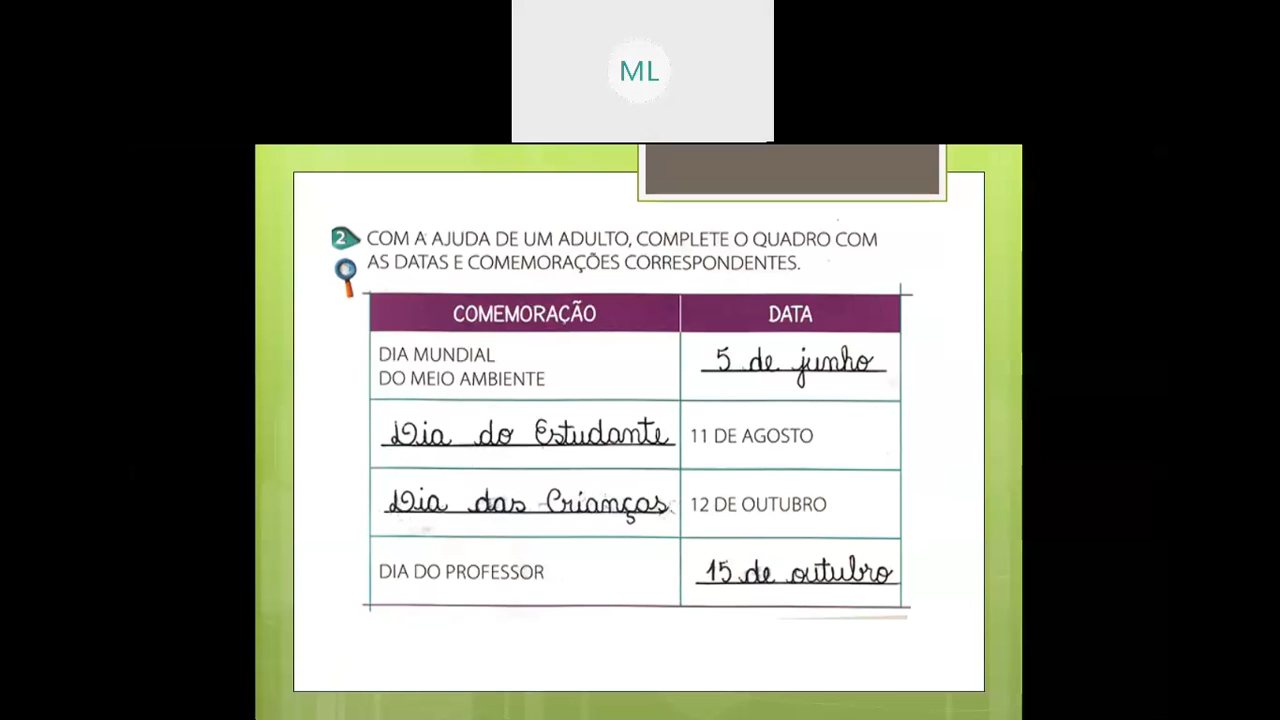 ML
2 COM A AJUDA DE UM ADULTO, COMPLETE O QUADRO COM
AS DATAS E COMEMORAÇÕES CORRESPONDENTES.
COMEMORAÇÃO DATA
DIA MUNDIAL
DO MEIO AMBIENTE
5 de junho
Dia do Estudante 11 DE AGOSTO
Dia das Crianças 12 DE OUTUBRO
DIA DO PROFESSOR 15 de outubro